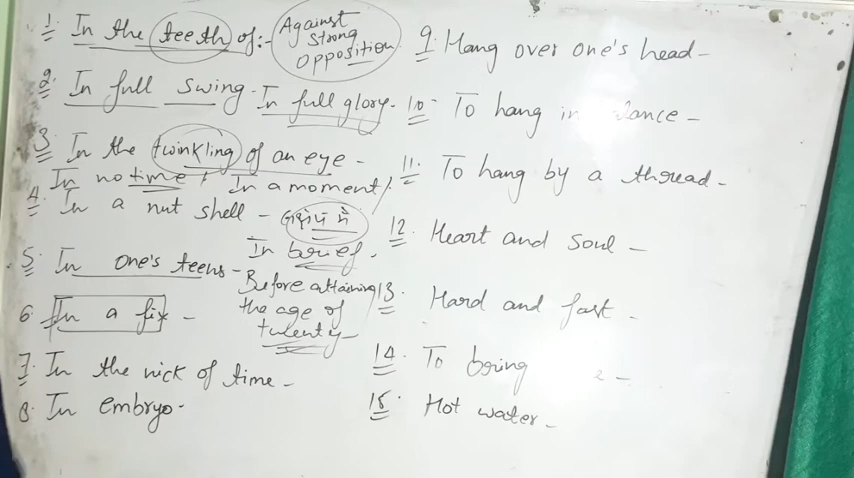 1. In the teeth of:- Against strong opposition
2. In full swing - In full glory -
3. In the twinkling of an eye -
In no time, In a moment
4. In a nut shell - संक्षेप में
In brief.
5. In one's teens - Before attaining the age of twenty -
6. In a fix -
7. In the nick of time -
8. In embryo -
9. Hang over one's head -
10. To hang in -
11. To hang by a thread -
12. Heart and soul -
13. Hard and fast -
14. To bring -
15. Hot water -